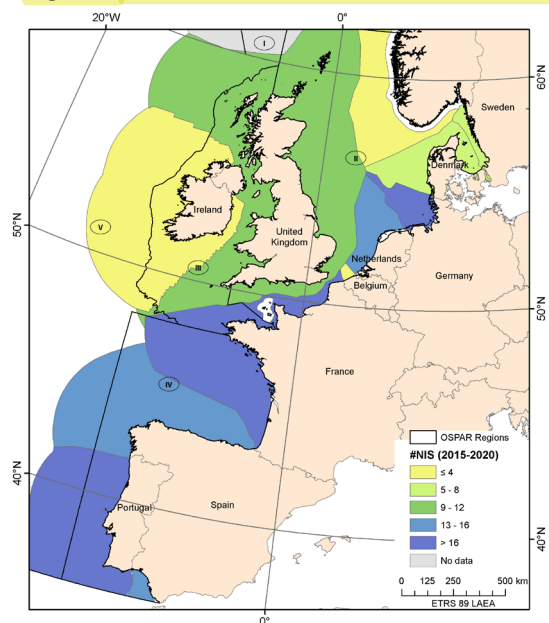 20°W
0°
I
60°N
Sweden
II
Denmark
Ireland
V
50°N
United
Kingdom
III
Netherlands
Belgium
Germany
50°N
France
IV
OSPAR Regions
#NIS (2015-2020)
≤ 4
5 - 8
9 - 12
13 - 16
> 16
No data
40°N
Portugal
Spain
40°N
0 125 250 500 km
ETRS 89 LAEA
0°